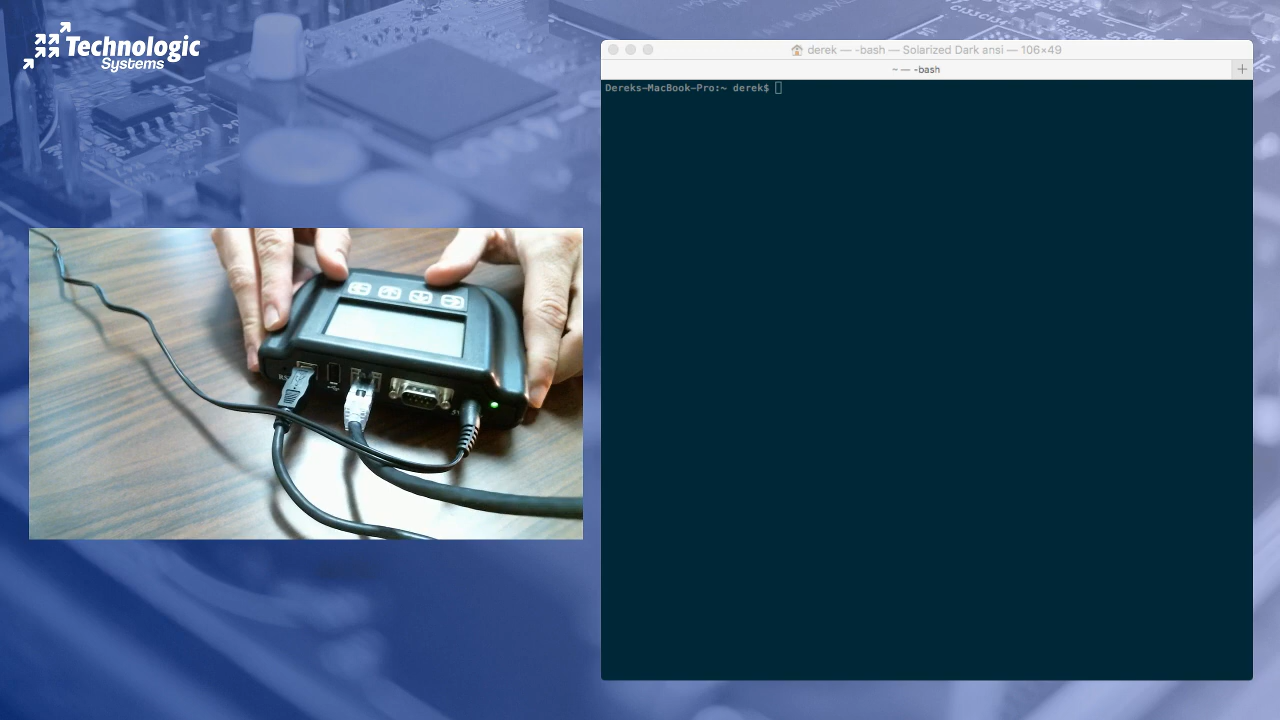 Technologic
Systems
derek — -bash — Solarized Dark ansi — 106×49
~ — -bash
Dereks-MacBook-Pro:~ derek$